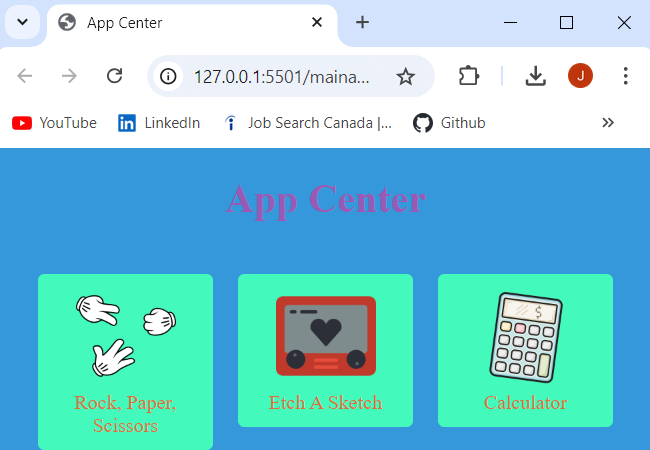 App Center
127.0.0.1:5501/maina...
J
YouTube
LinkedIn
Job Search Canada |...
Github
App Center
$
Rock, Paper,
Scissors
Etch A Sketch
Calculator